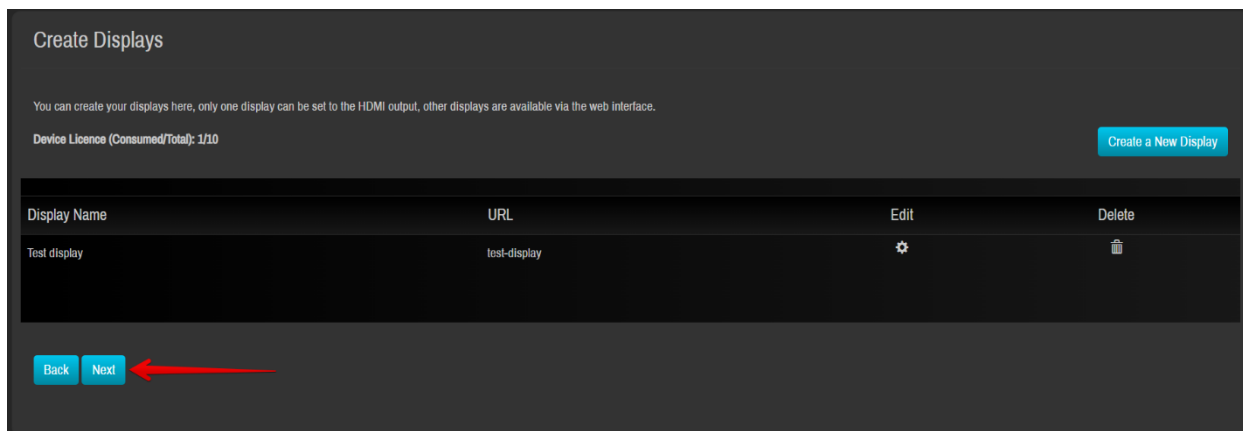 Create Displays
You can create your displays here, only one display can be set to the HDMI output, other displays are available via the web interface.
Device Licence (Consumed/Total): 1/10
Create a New Display
Display Name URL Edit Delete
Test display test-display
Back Next